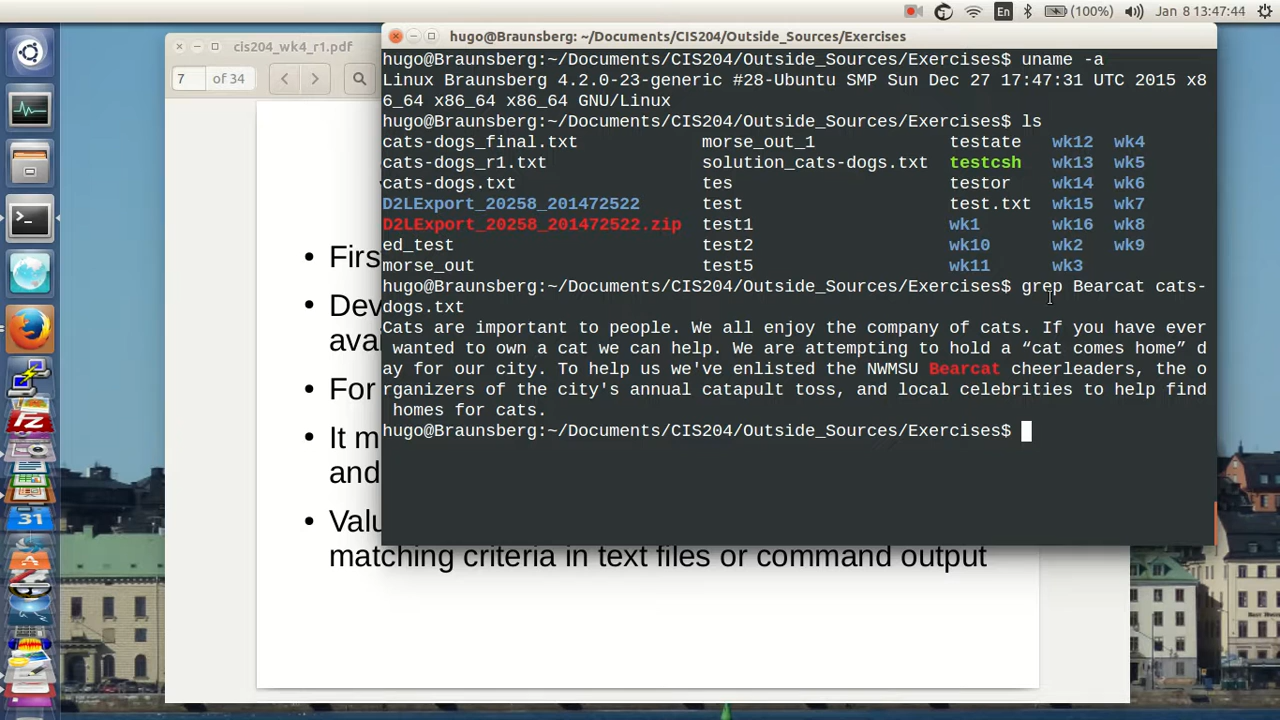 En (100%) Jan 8 13:47:44
cis204_wk4_r1.pdf
7 of 34
hugo@Braunsberg: ~/Documents/CIS204/Outside_Sources/Exercises
hugo@Braunsberg:~/Documents/CIS204/Outside_Sources/Exercises$ uname -a
Linux Braunsberg 4.2.0-23-generic #28-Ubuntu SMP Sun Dec 27 17:47:31 UTC 2015 x8
6_64 x86_64 x86_64 GNU/Linux
hugo@Braunsberg:~/Documents/CIS204/Outside_Sources/Exercises$ ls
cats-dogs_final.txt morse_out_1 testate wk12 wk4
cats-dogs_r1.txt solution_cats-dogs.txt testcsh wk13 wk5
cats-dogs.txt tes testor wk14 wk6
D2LExport_20258_201472522 test test.txt wk15 wk7
D2LExport_20258_201472522.zip test1 wk1 wk16 wk8
ed_test test2 wk10 wk2 wk9
morse_out test5 wk11 wk3
hugo@Braunsberg:~/Documents/CIS204/Outside_Sources/Exercises$ grep Bearcat cats-
dogs.txt
Cats are important to people. We all enjoy the company of cats. If you have ever
wanted to own a cat we can help. We are attempting to hold a “cat comes home” d
ay for our city. To help us we've enlisted the NWMSU Bearcat cheerleaders, the o
rganizers of the city's annual catapult toss, and local celebrities to help find
homes for cats.
hugo@Braunsberg:~/Documents/CIS204/Outside_Sources/Exercises$
• Firs
• Dev
avai
• For
• It m
and
• Valu
matching criteria in text files or command output
Fz
31